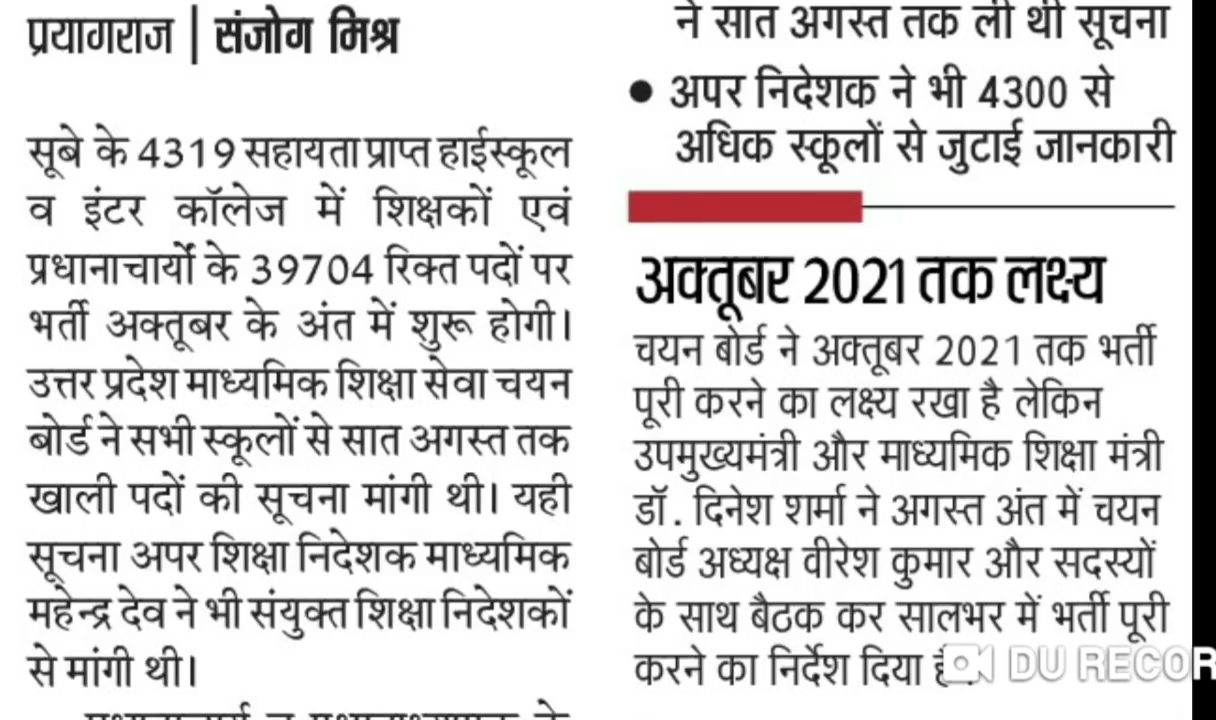 प्रयागराज | संजोग मिश्र
सूबे के 4319 सहायता प्राप्त हाईस्कूल
व इंटर कॉलेज में शिक्षकों एवं
प्रधानाचार्यों के 39704 रिक्त पदों पर
भर्ती अक्तूबर के अंत में शुरू होगी।
उत्तर प्रदेश माध्यमिक शिक्षा सेवा चयन
बोर्ड ने सभी स्कूलों से सात अगस्त तक
खाली पदों की सूचना मांगी थी। यही
सूचना अपर शिक्षा निदेशक माध्यमिक
महेन्द्र देव ने भी संयुक्त शिक्षा निदेशकों
से मांगी थी।
ने सात अगस्त तक ली थी सूचना
● अपर निदेशक ने भी 4300 से
अधिक स्कूलों से जुटाई जानकारी
अक्तूबर 2021 तक लक्ष्य
चयन बोर्ड ने अक्तूबर 2021 तक भर्ती
पूरी करने का लक्ष्य रखा है लेकिन
उपमुख्यमंत्री और माध्यमिक शिक्षा मंत्री
डॉ. दिनेश शर्मा ने अगस्त अंत में चयन
बोर्ड अध्यक्ष वीरेश कुमार और सदस्यों
के साथ बैठक कर सालभर में भर्ती पूरी
करने का निर्देश दिया है
DU RECOR